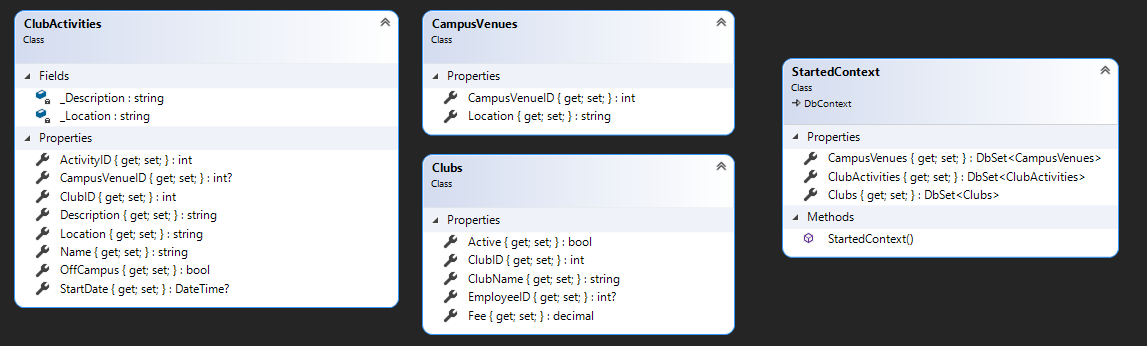 ClubActivities
Class
Fields
_Description : string
_Location : string
Properties
ActivityID { get; set; } : int
CampusVenueID { get; set; } : int?
ClubID { get; set; } : int
Description { get; set; } : string
Location { get; set; } : string
Name { get; set; } : string
OffCampus { get; set; } : bool
StartDate { get; set; } : DateTime?
CampusVenues
Class
Properties
CampusVenueID { get; set; } : int
Location { get; set; } : string
Clubs
Class
Properties
Active { get; set; } : bool
ClubID { get; set; } : int
ClubName { get; set; } : string
EmployeeID { get; set; } : int?
Fee { get; set; } : decimal
StartedContext
Class
DbContext
Properties
CampusVenues { get; set; } : DbSet<CampusVenues>
ClubActivities { get; set; } : DbSet<ClubActivities>
Clubs { get; set; } : DbSet<Clubs>
Methods
StartedContext()